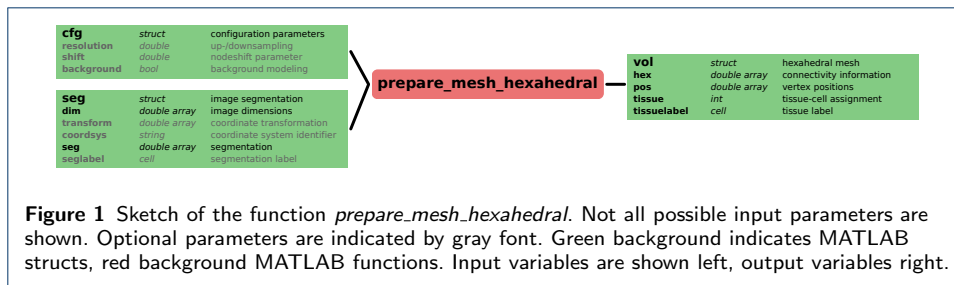 cfg struct configuration parameters
resolution double up-/downsampling
shift double nodeshift parameter
background bool background modeling
seg struct image segmentation
dim double array image dimensions
transform double array coordinate transformation
coordsys string coordinate system identifier
seg double array segmentation
seglabel cell segmentation label
prepare_mesh_hexahedral
vol struct hexahedral mesh
hex double array connectivity information
pos double array vertex positions
tissue int tissue-cell assignment
tissuelabel cell tissue label
Figure 1 Sketch of the function prepare_mesh_hexahedral. Not all possible input parameters are
shown. Optional parameters are indicated by gray font. Green background indicates MATLAB
structs, red background MATLAB functions. Input variables are shown left, output variables right.